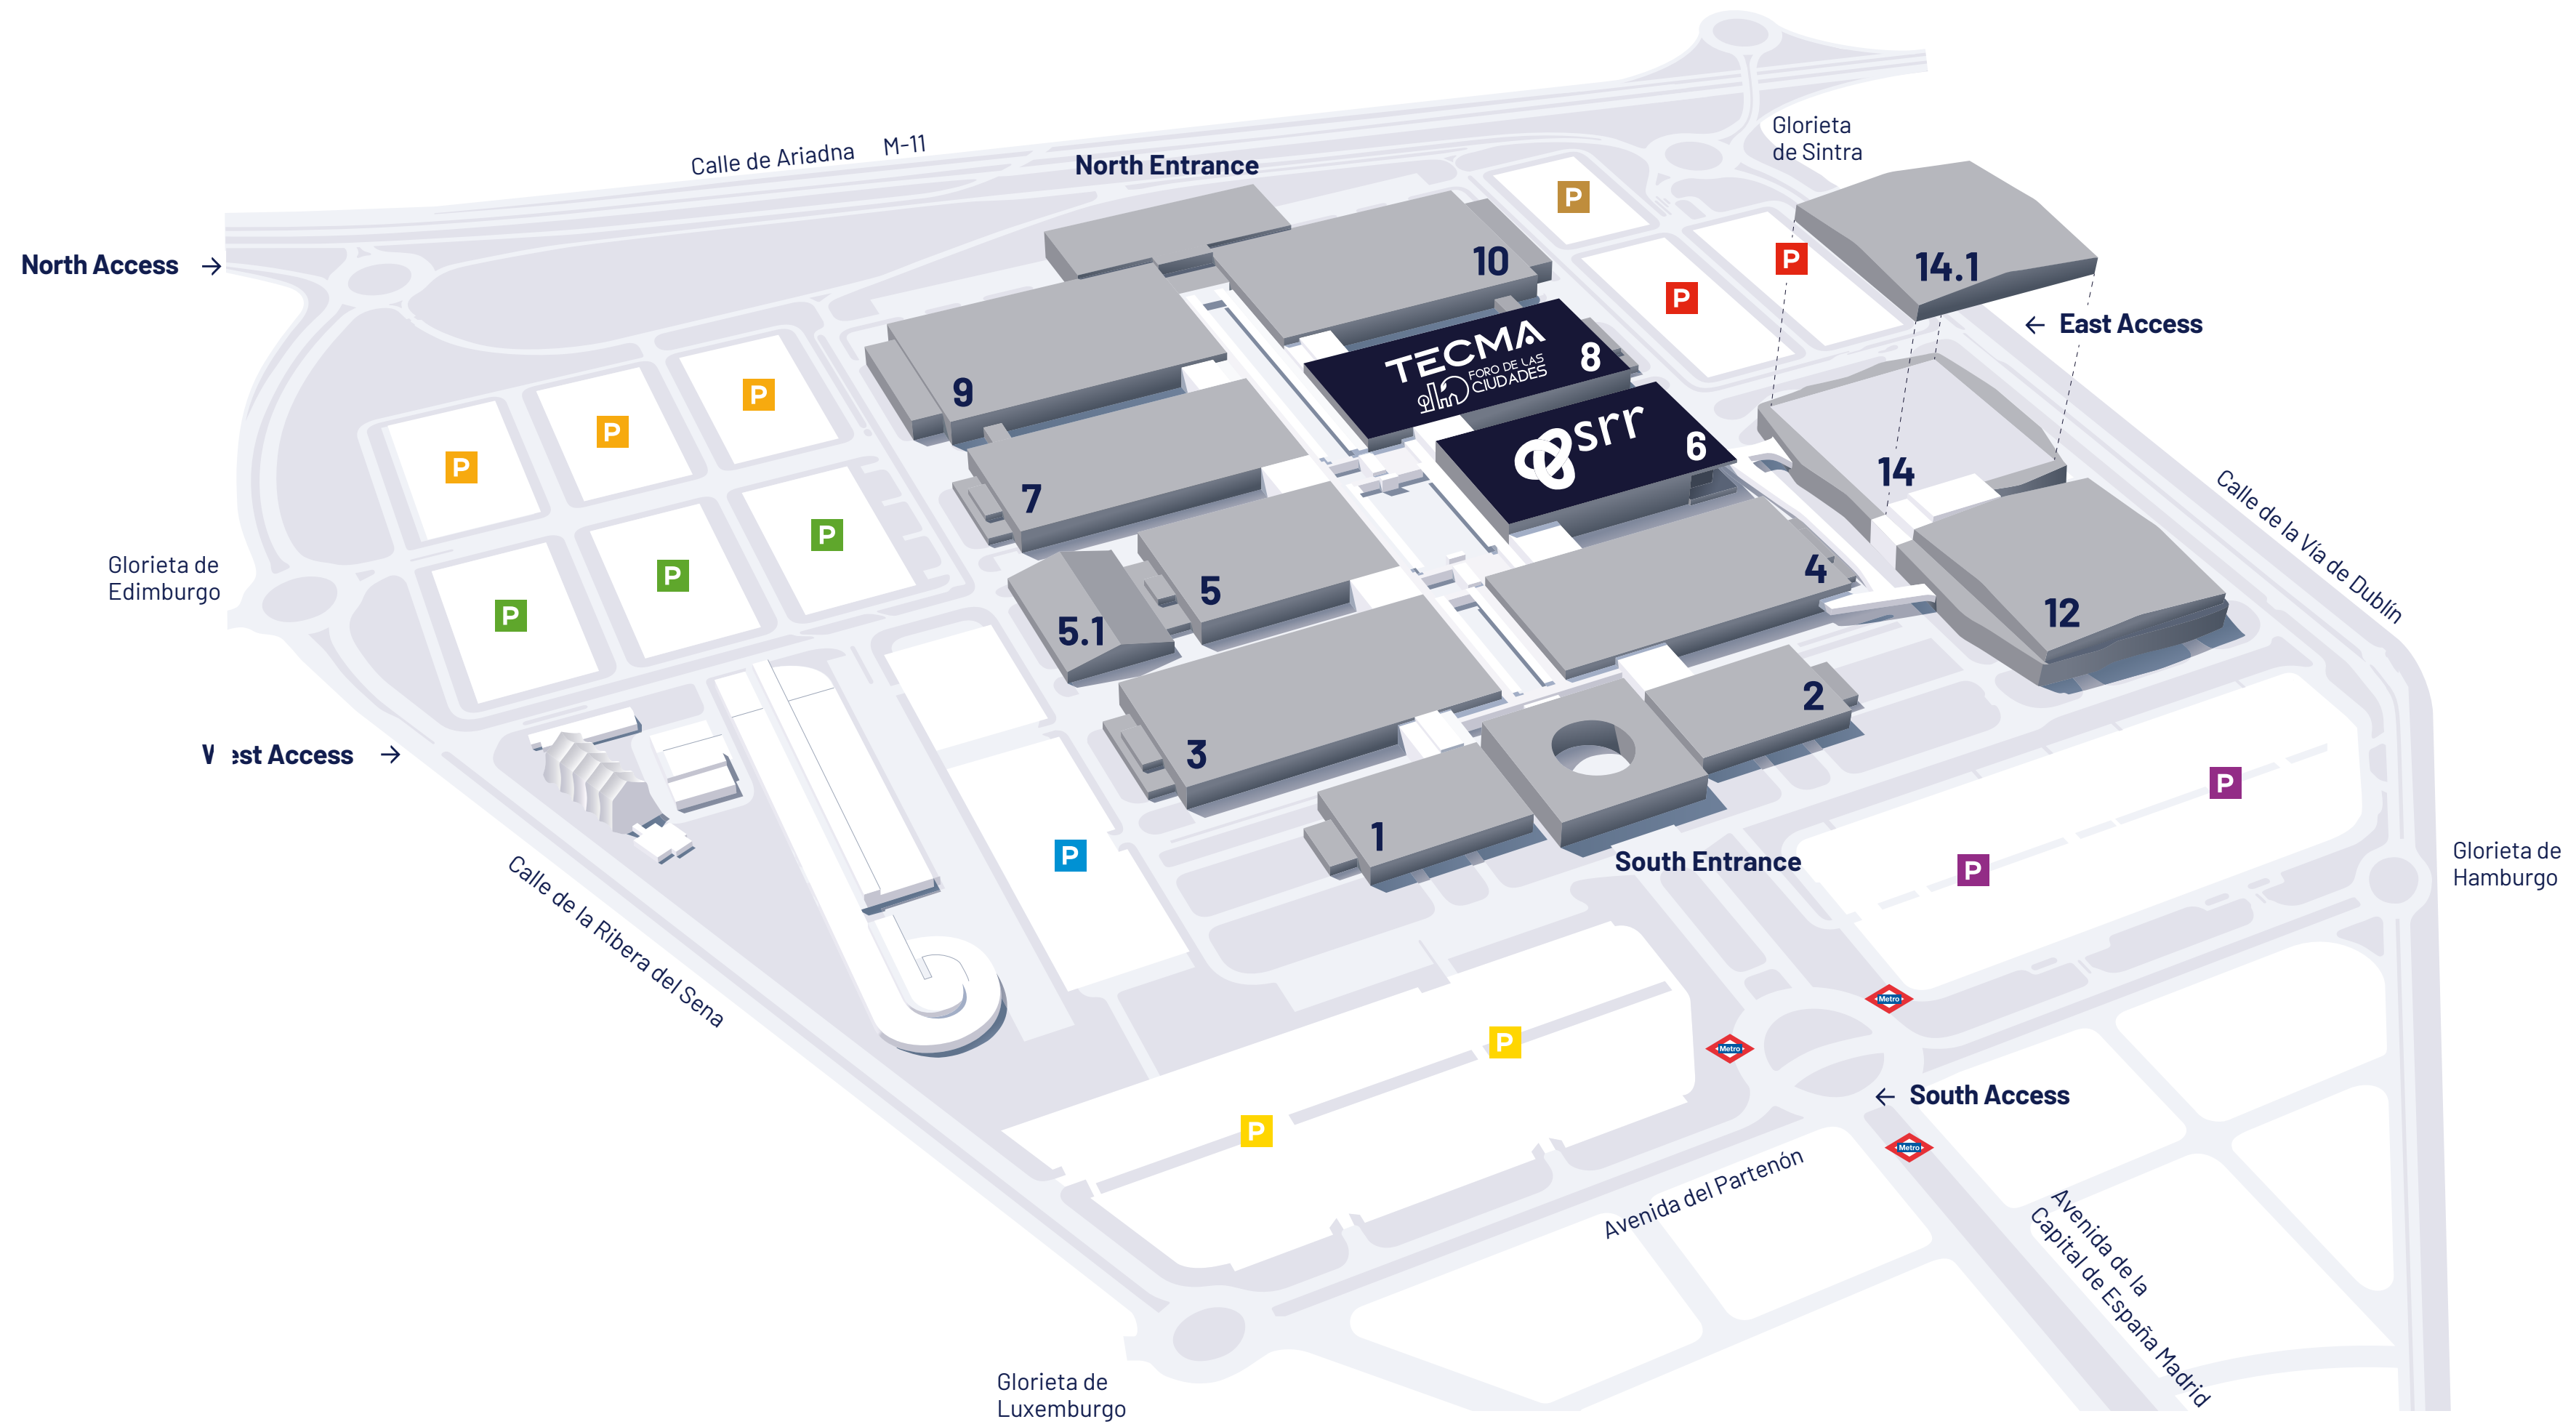 Glorieta
de Sintra
Calle de Ariadna M-11
North Entrance
P
North Access
10
P
14.1
P
East Access
TECMA
FORO DE LAS
CIUDADES
8
9
P
P
P
srr
6
14
7
Calle de la Vía de Dublín
P
P
P
Glorieta de
Edimburgo
5
4
5.1
12
2
West Access
3
P
1
P
South Entrance
P
P
Glorieta de
Hamburgo
Calle de la Ribera del Sena
Metro
P
Metro
South Access
P
Metro
Avenida del Partenón
Avenida de la
Capital de España Madrid
Glorieta de
Luxemburgo